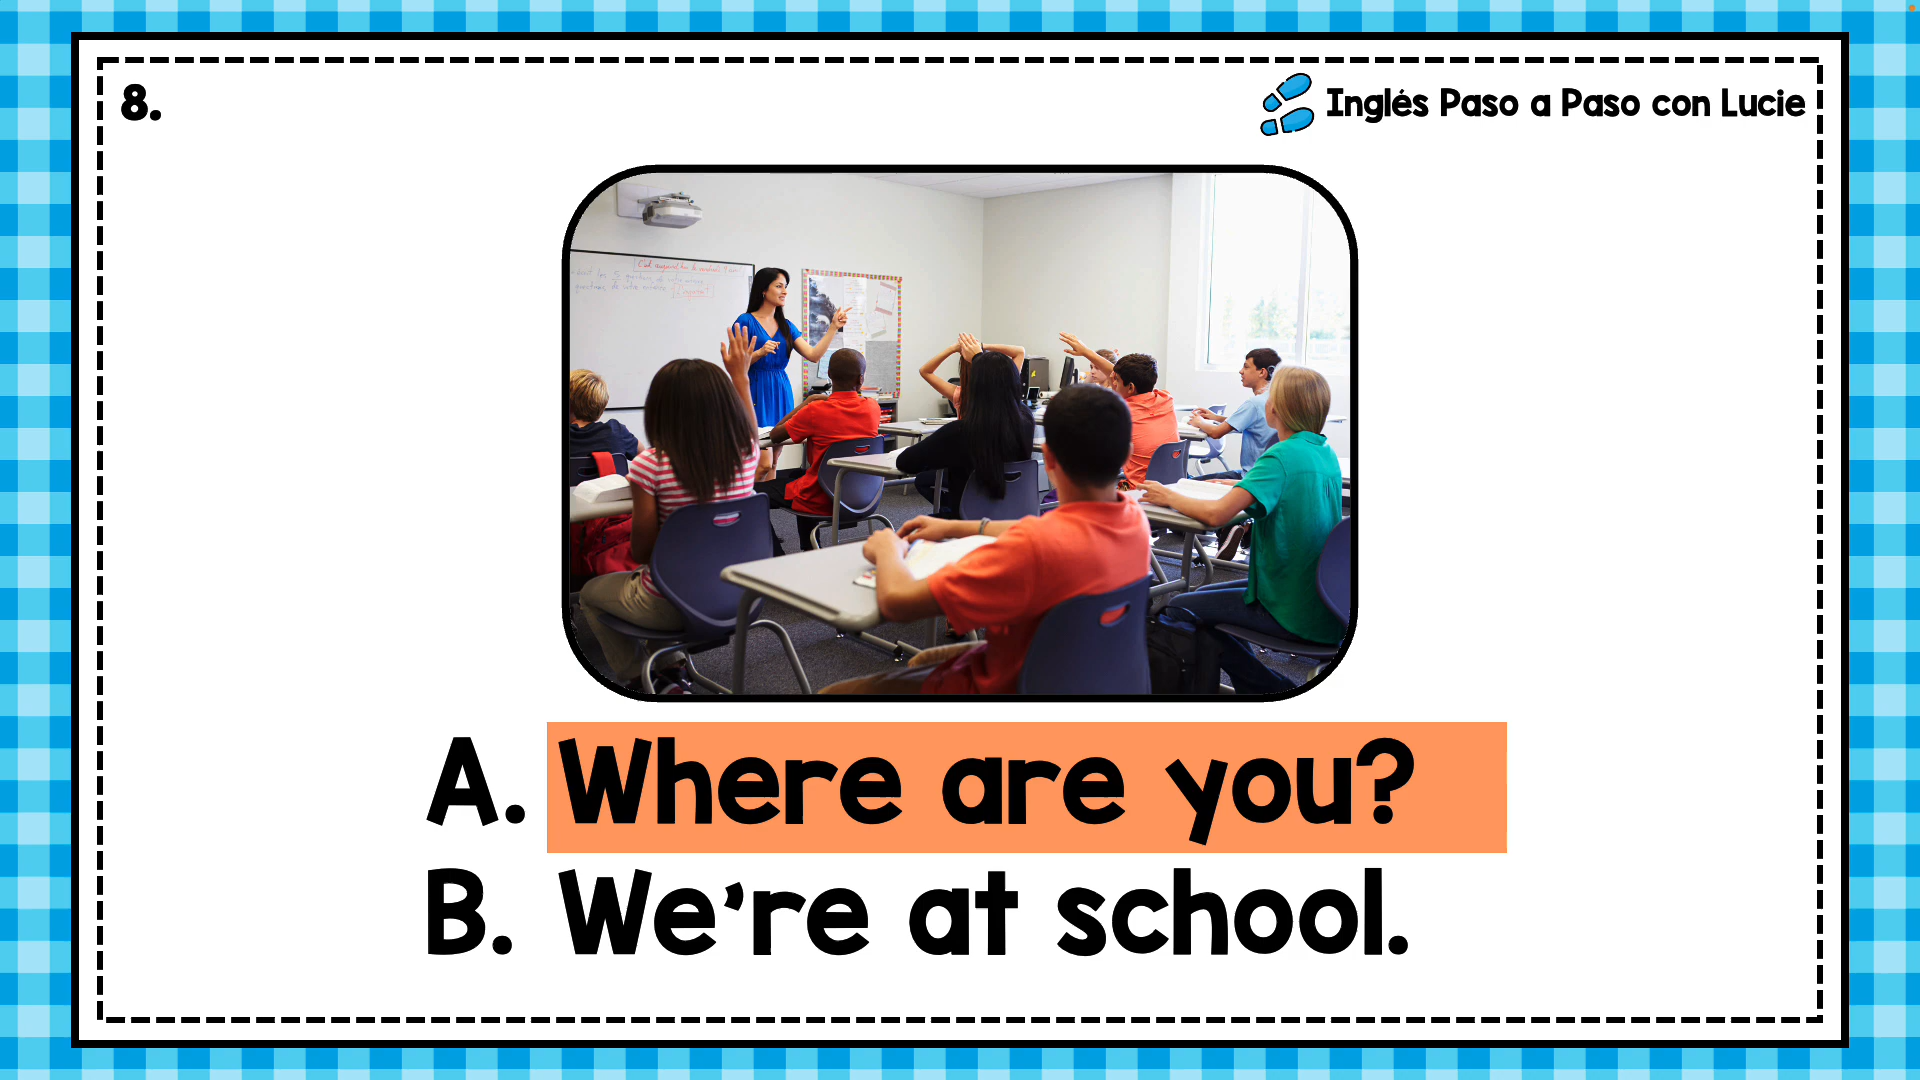 8.
Inglés Paso a Paso con Lucie
A. Where are you?
B. We're at school.